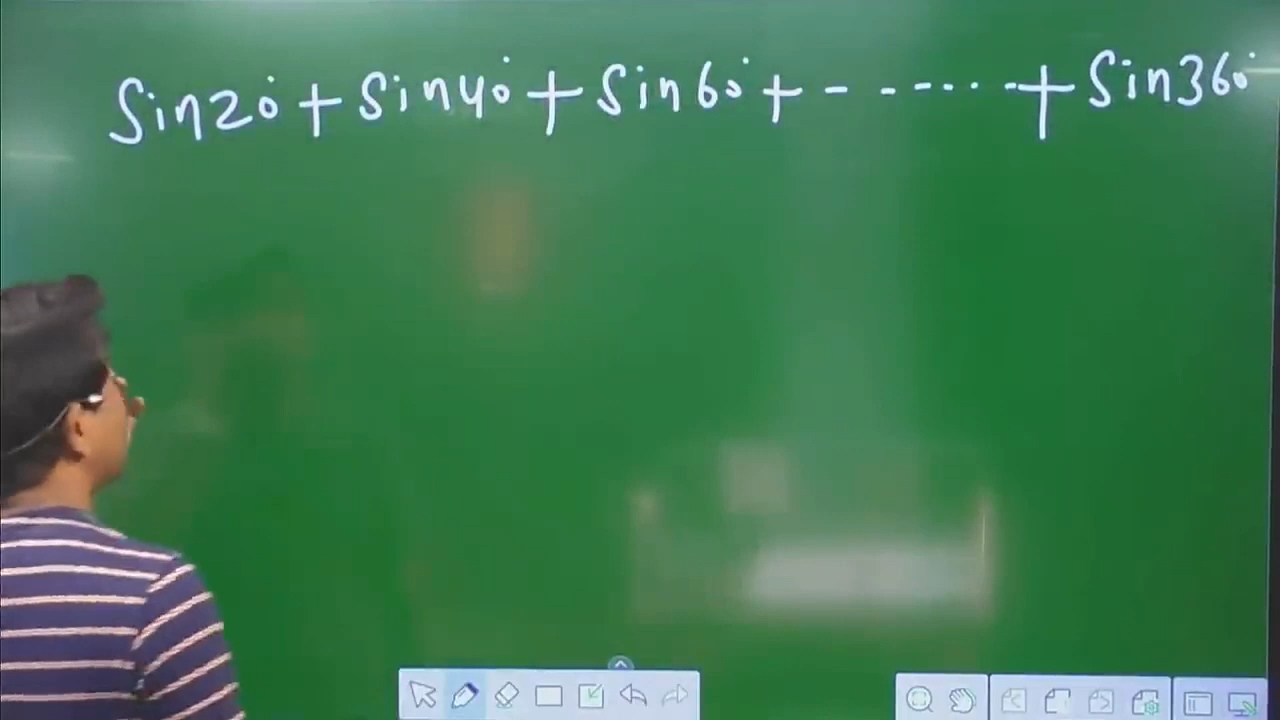 Sin20° + Sin40° + Sin60° + - - - - - - - + Sin360°